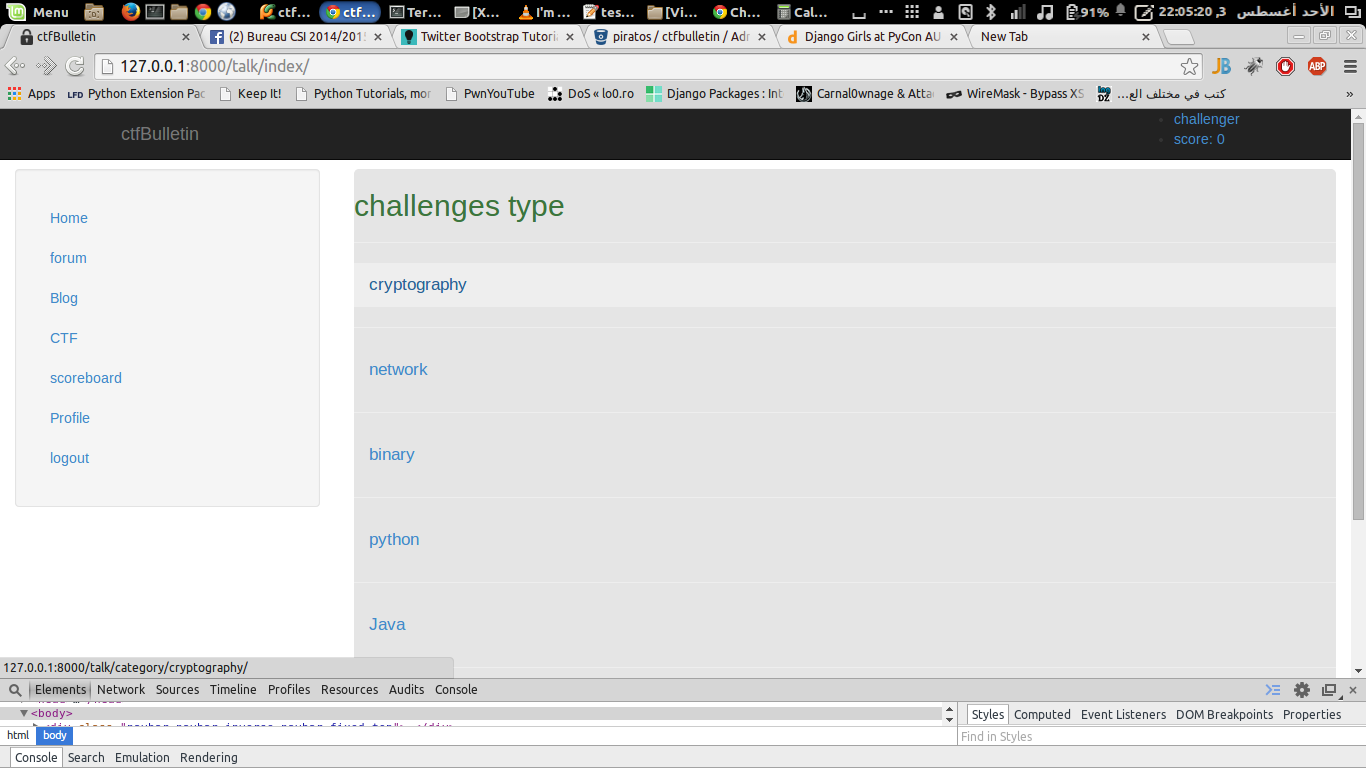 Menu ctf... ctf... Ter... [X... I'm ... tes... [Vi... Ch... Cal... 91% 22:05:20 ,3 الأحد أغسطس
ctfBulletin (2) Bureau CSI 2014/2015 Twitter Bootstrap Tutoria piratos / ctfbulletin / Adr Django Girls at PyCon AU New Tab
127.0.0.1:8000/talk/index/
Apps Python Extension Pac Keep It! Python Tutorials, mor PwnYouTube DoS « lo0.ro Django Packages : Int Carnal0wnage & Atta WireMask - Bypass XS كتب في مختلف الع... »
ctfBulletin
challenger
score: 0
Home
forum
Blog
CTF
scoreboard
Profile
logout
challenges type
cryptography
network
binary
python
Java
127.0.0.1:8000/talk/category/cryptography/
Elements Network Sources Timeline Profiles Resources Audits Console
<body>
html body
Styles Computed Event Listeners DOM Breakpoints Properties
Find in Styles
Console Search Emulation Rendering